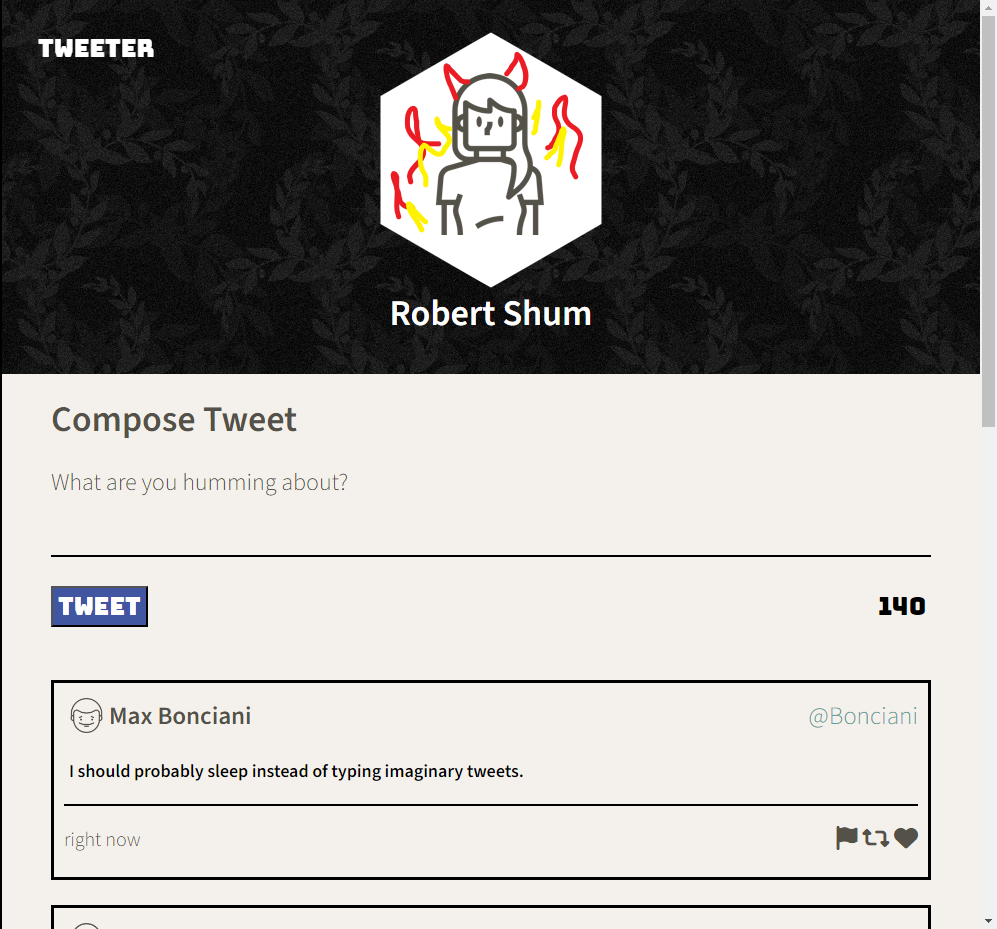 TWEETER
Robert Shum
Compose Tweet
What are you humming about?
TWEET
140
Max Bonciani
@Bonciani
I should probably sleep instead of typing imaginary tweets.
right now